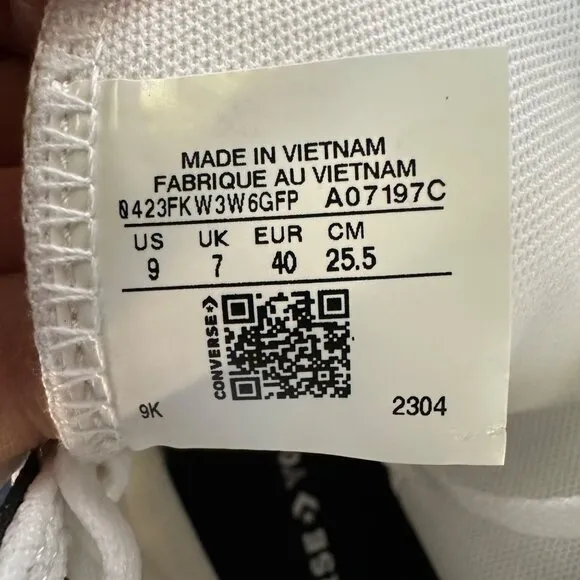 MADE IN VIETNAM
FABRIQUE AU VIETNAM
0423FKW3W6GFP A07197C
US UK EUR CM
9 7 40 25.5
CONVERSE
9K 2304